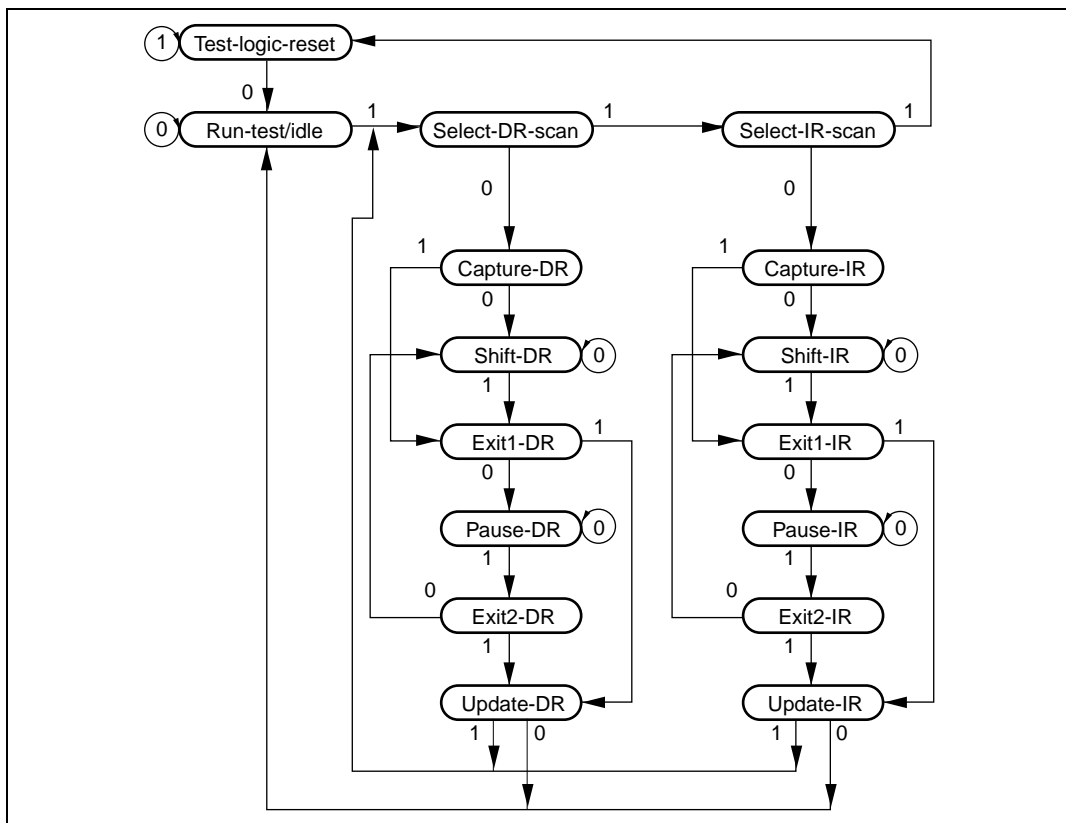 1 Test-logic-reset
0
0 Run-test/idle 1 Select-DR-scan 1 Select-IR-scan 1
0 0
1 1
Capture-DR Capture-IR
0 0
Shift-DR 0 Shift-IR 0
1 1
Exit1-DR 1 Exit1-IR 1
0 0
Pause-DR 0 Pause-IR 0
1 1
0 0
Exit2-DR Exit2-IR
1 1
Update-DR Update-IR
1 0 1 0